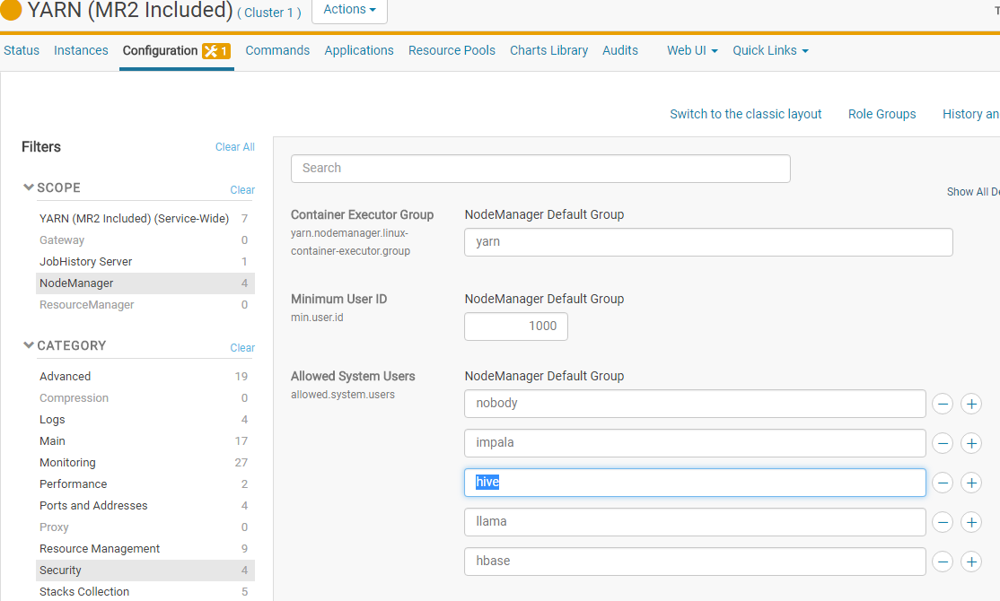 YARN (MR2 Included) ( Cluster 1 ) Actions
Status Instances Configuration 1 Commands Applications Resource Pools Charts Library Audits Web UI Quick Links
Switch to the classic layout Role Groups History an
Filters Clear All
Search
SCOPE Clear
Show All De
YARN (MR2 Included) (Service-Wide) 7
Gateway 0
JobHistory Server 1
NodeManager 4
ResourceManager 0
Container Executor Group NodeManager Default Group
yarn.nodemanager.linux-
container-executor.group
yarn
Minimum User ID NodeManager Default Group
min.user.id
1000
CATEGORY Clear
Advanced 19
Compression 0
Logs 4
Main 17
Monitoring 27
Performance 2
Ports and Addresses 4
Proxy 0
Resource Management 9
Security 4
Stacks Collection 5
Allowed System Users NodeManager Default Group
allowed.system.users
nobody
impala
hive
llama
hbase